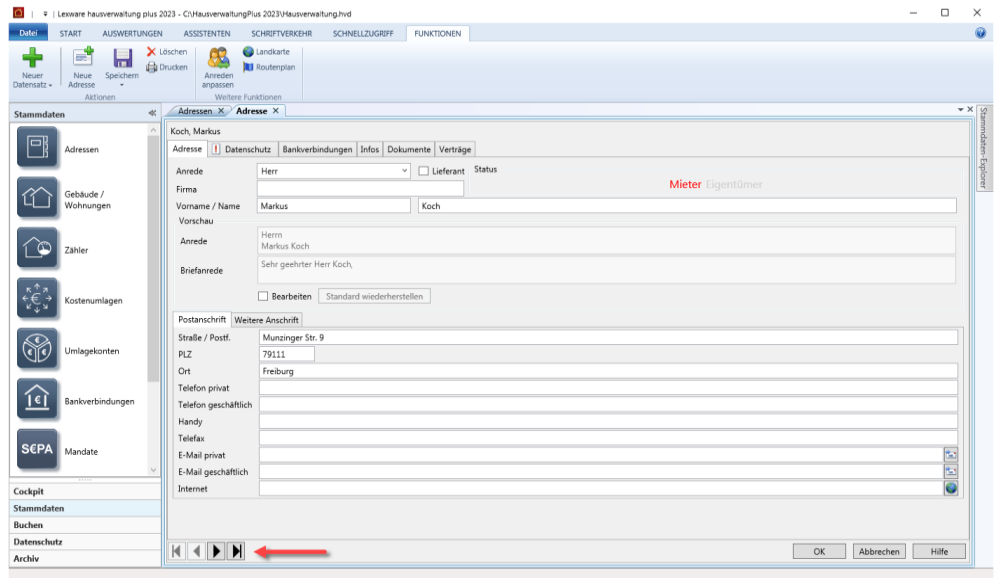 Lexware hausverwaltung plus 2023 - C:\HausverwaltungPlus 2023\Hausverwaltung.hvd
Datei START AUSWERTUNGEN ASSISTENTEN SCHRIFTVERKEHR SCHNELLZUGRIFF FUNKTIONEN
Neuer Datensatz
Neue Adresse
Speichern
Löschen
Drucken
Aktionen
Anreden anpassen
Landkarte
Routenplan
Weitere Funktionen
Stammdaten
Adressen
Gebäude /
Wohnungen
Zähler
Kostenumlagen
Umlagekonten
Bankverbindungen
S€PA Mandate
Cockpit
Stammdaten
Buchen
Datenschutz
Archiv
Adressen X Adresse X
Stammdaten-Explorer
Koch, Markus
Adresse ! Datenschutz Bankverbindungen Infos Dokumente Verträge
Anrede Herr Lieferant Status
Firma Mieter Eigentümer
Vorname / Name Markus Koch
Vorschau
Anrede Herrn
Markus Koch
Briefanrede Sehr geehrter Herr Koch,
Bearbeiten Standard wiederherstellen
Postanschrift Weitere Anschrift
Straße / Postf. Munzinger Str. 9
PLZ 79111
Ort Freiburg
Telefon privat
Telefon geschäftlich
Handy
Telefax
E-Mail privat
E-Mail geschäftlich
Internet
OK Abbrechen Hilfe